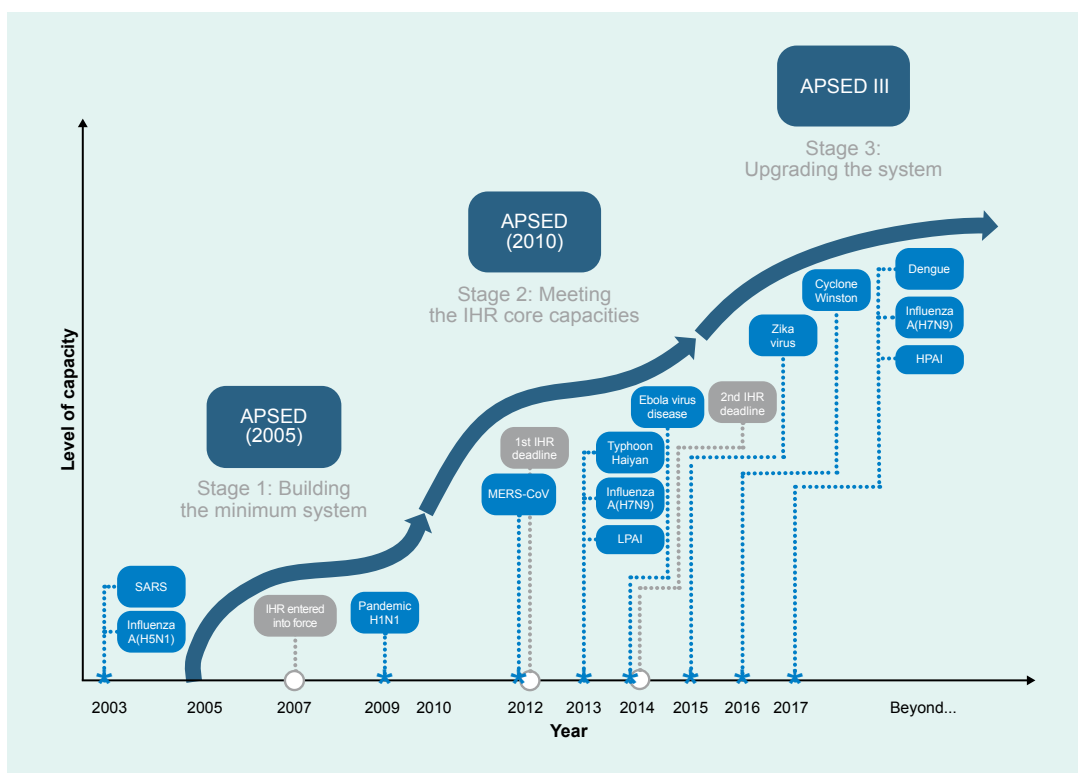 APSED III
Stage 3:
Upgrading the system
APSED
(2010)
Stage 2: Meeting
the IHR core capacities
APSED
(2005)
Stage 1: Building
the minimum system
Level of capacity
Dengue
Influenza
A(H7N9)
HPAI
Cyclone
Winston
Zika
virus
2nd IHR
deadline
Ebola virus
disease
Typhoon
Haiyan
Influenza
A(H7N9)
LPAI
1st IHR
deadline
MERS-CoV
Pandemic
H1N1
IHR entered
into force
SARS
Influenza
A(H5N1)
2003 2005 2007 2009 2010 2012 2013 2014 2015 2016 2017 Beyond...
Year